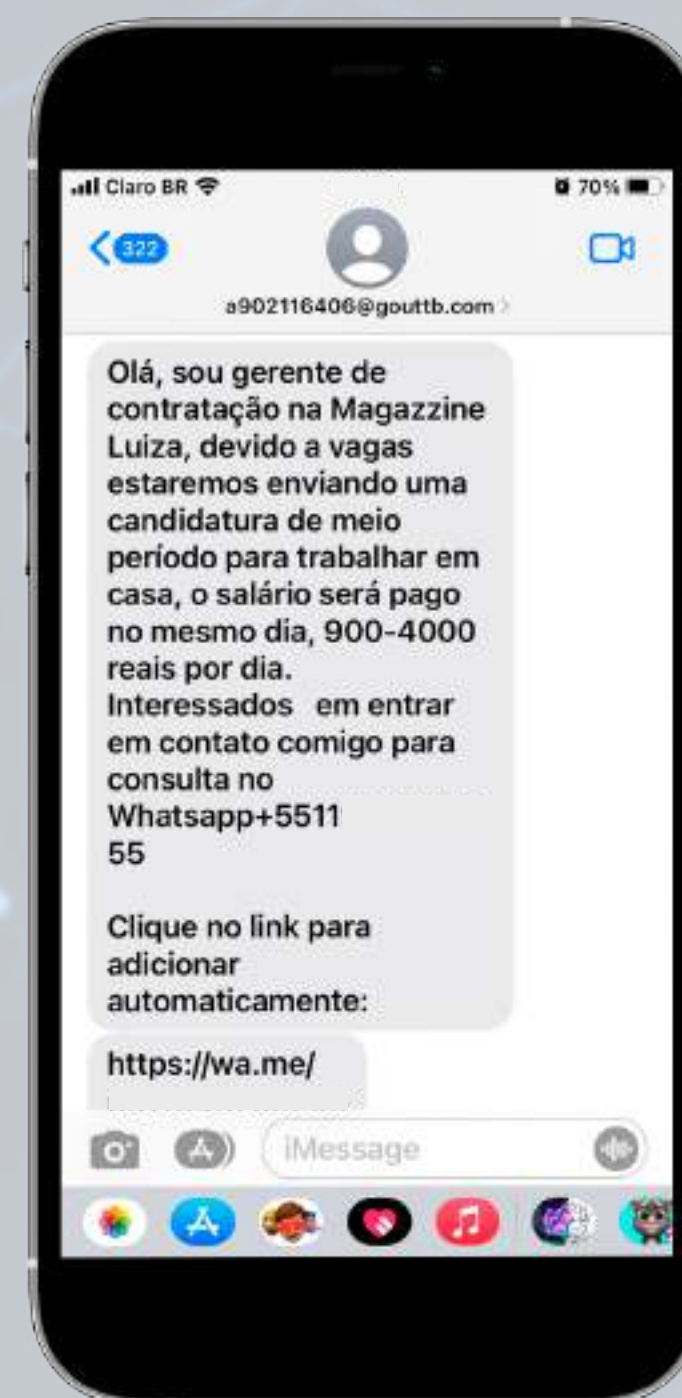 Claro BR
70%
322
a902116406@gouttb.com
Olá, sou gerente de
contratação na Magazzine
Luiza, devido a vagas
estaremos enviando uma
candidatura de meio
período para trabalhar em
casa, o salário será pago
no mesmo dia, 900-4000
reais por dia.
Interessados em entrar
em contato comigo para
consulta no
Whatsapp+5511
55
Clique no link para
adicionar
automaticamente:
https://wa.me/
iMessage